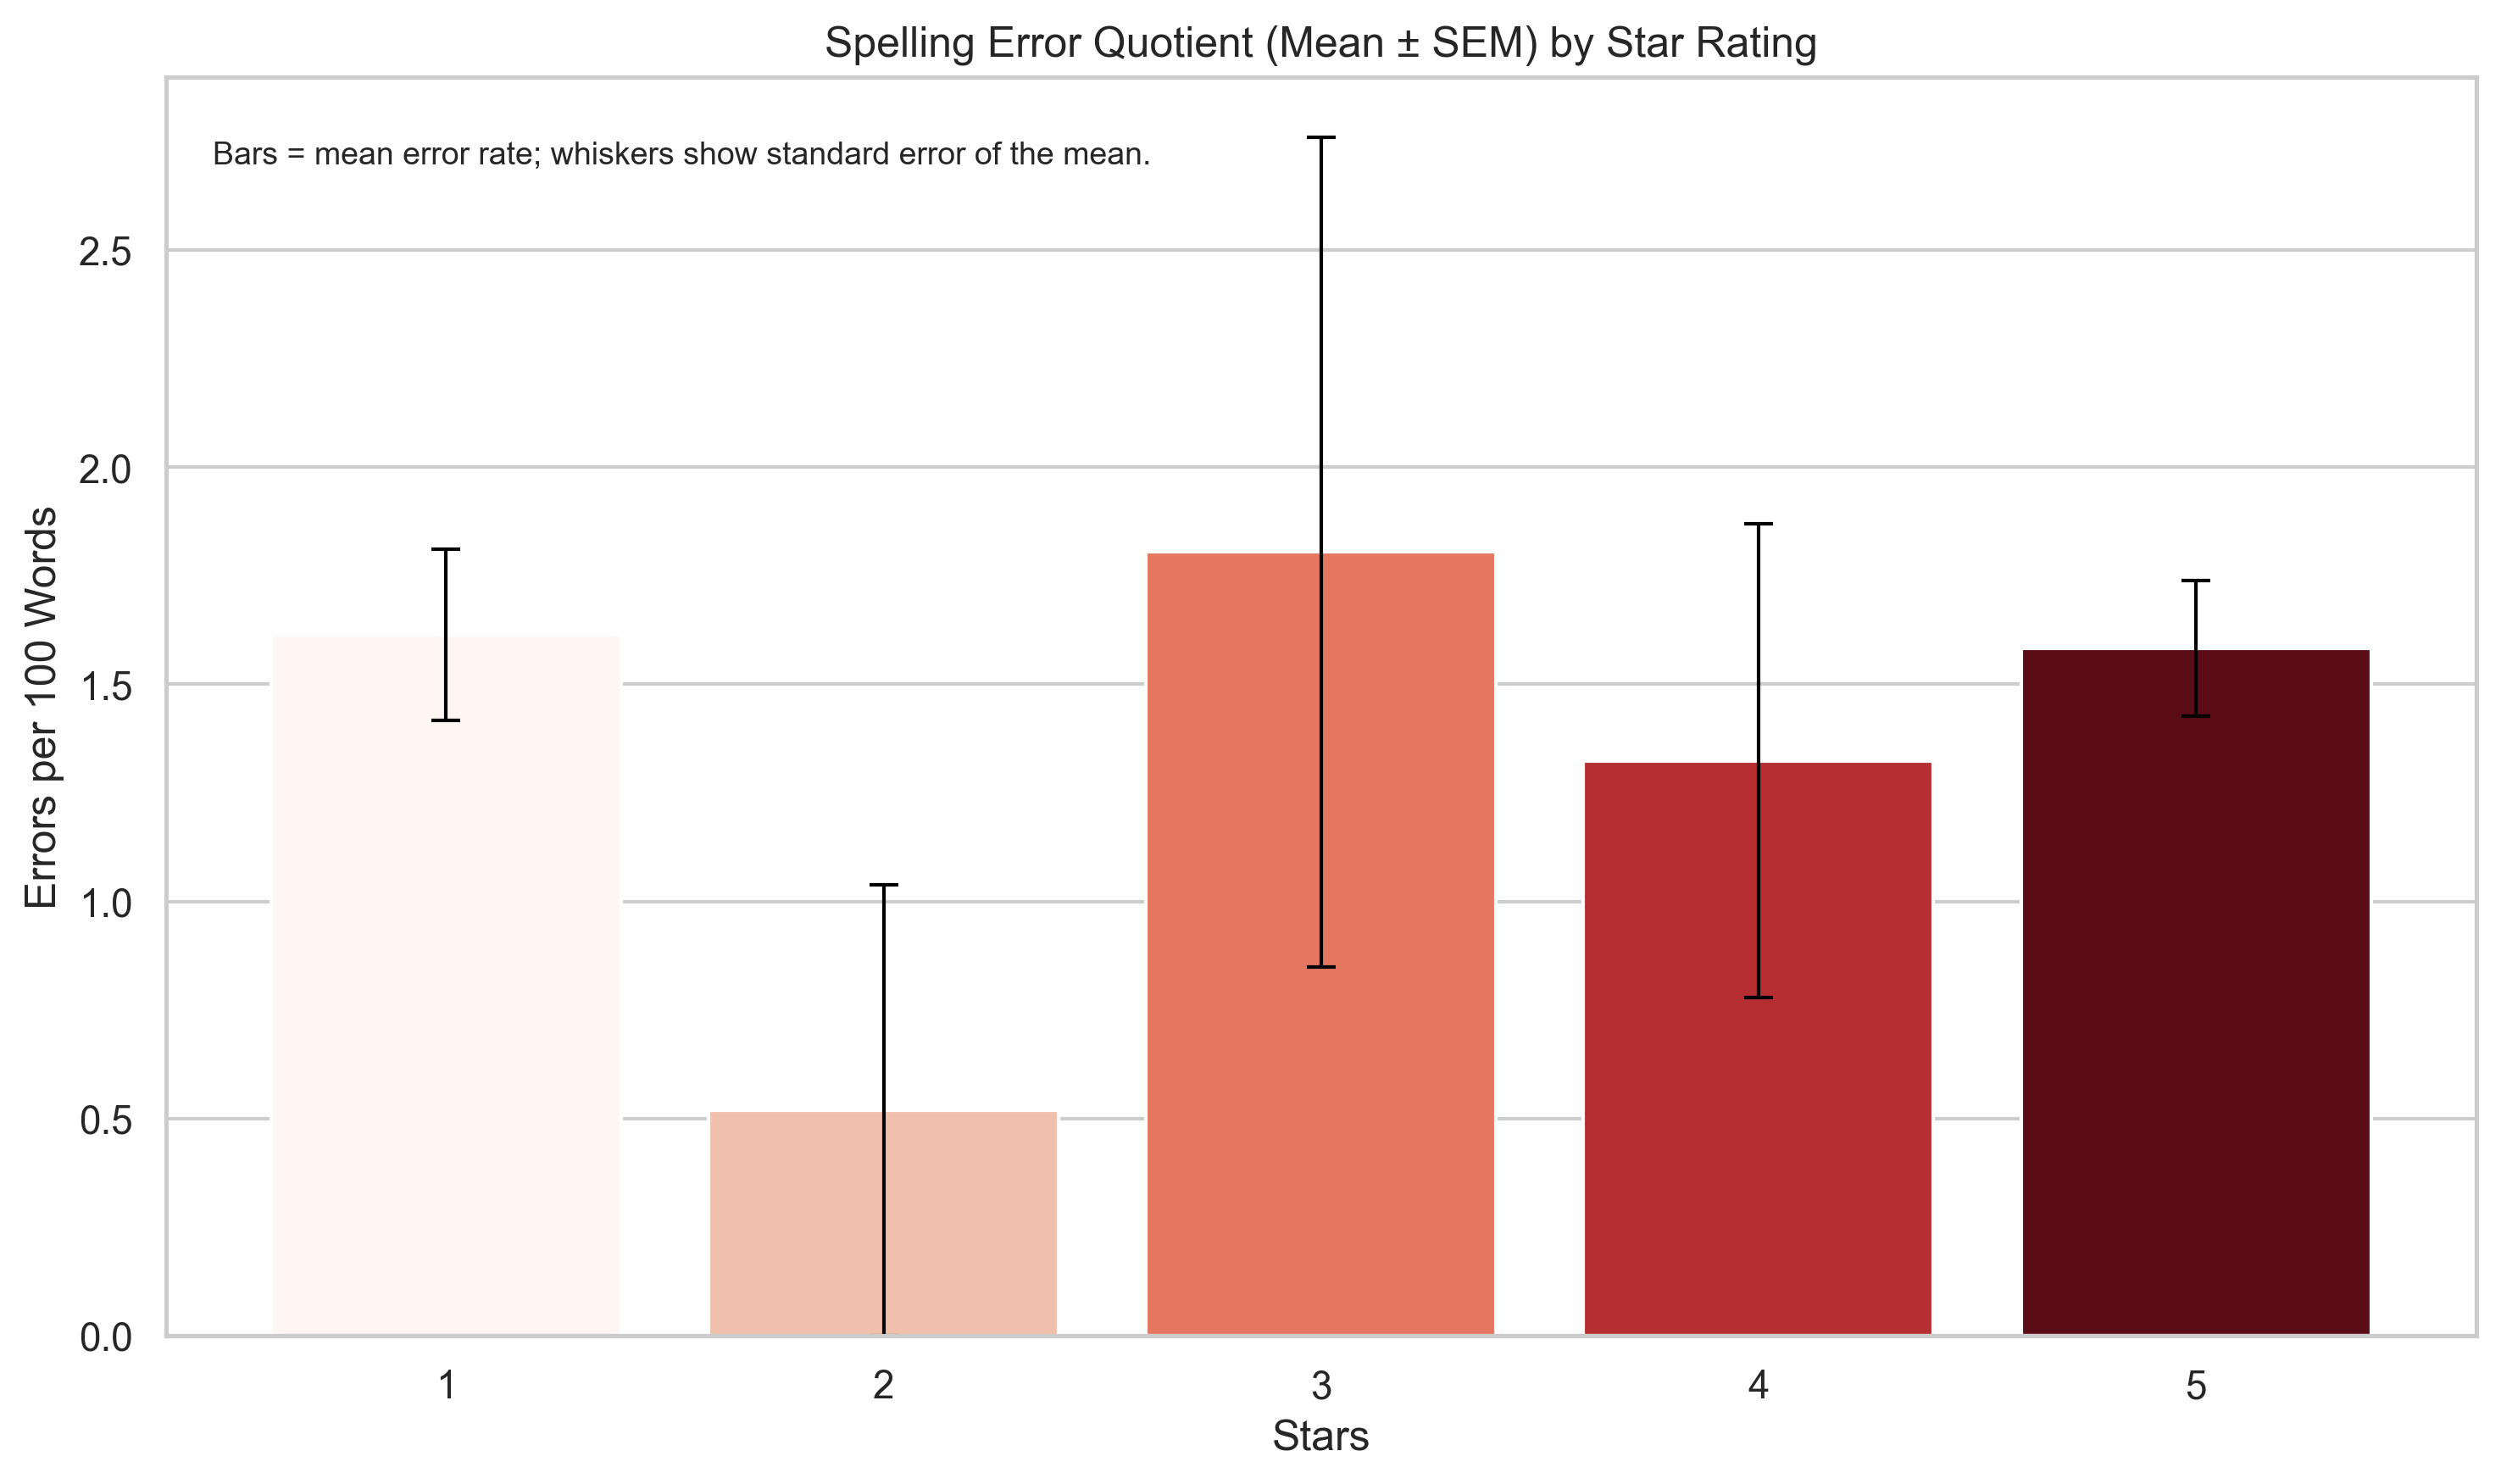 Spelling Error Quotient (Mean ± SEM) by Star Rating
Bars = mean error rate; whiskers show standard error of the mean.
Errors per 100 Words
2.5
2.0
1.5
1.0
0.5
0.0
1 2 3 4 5
Stars